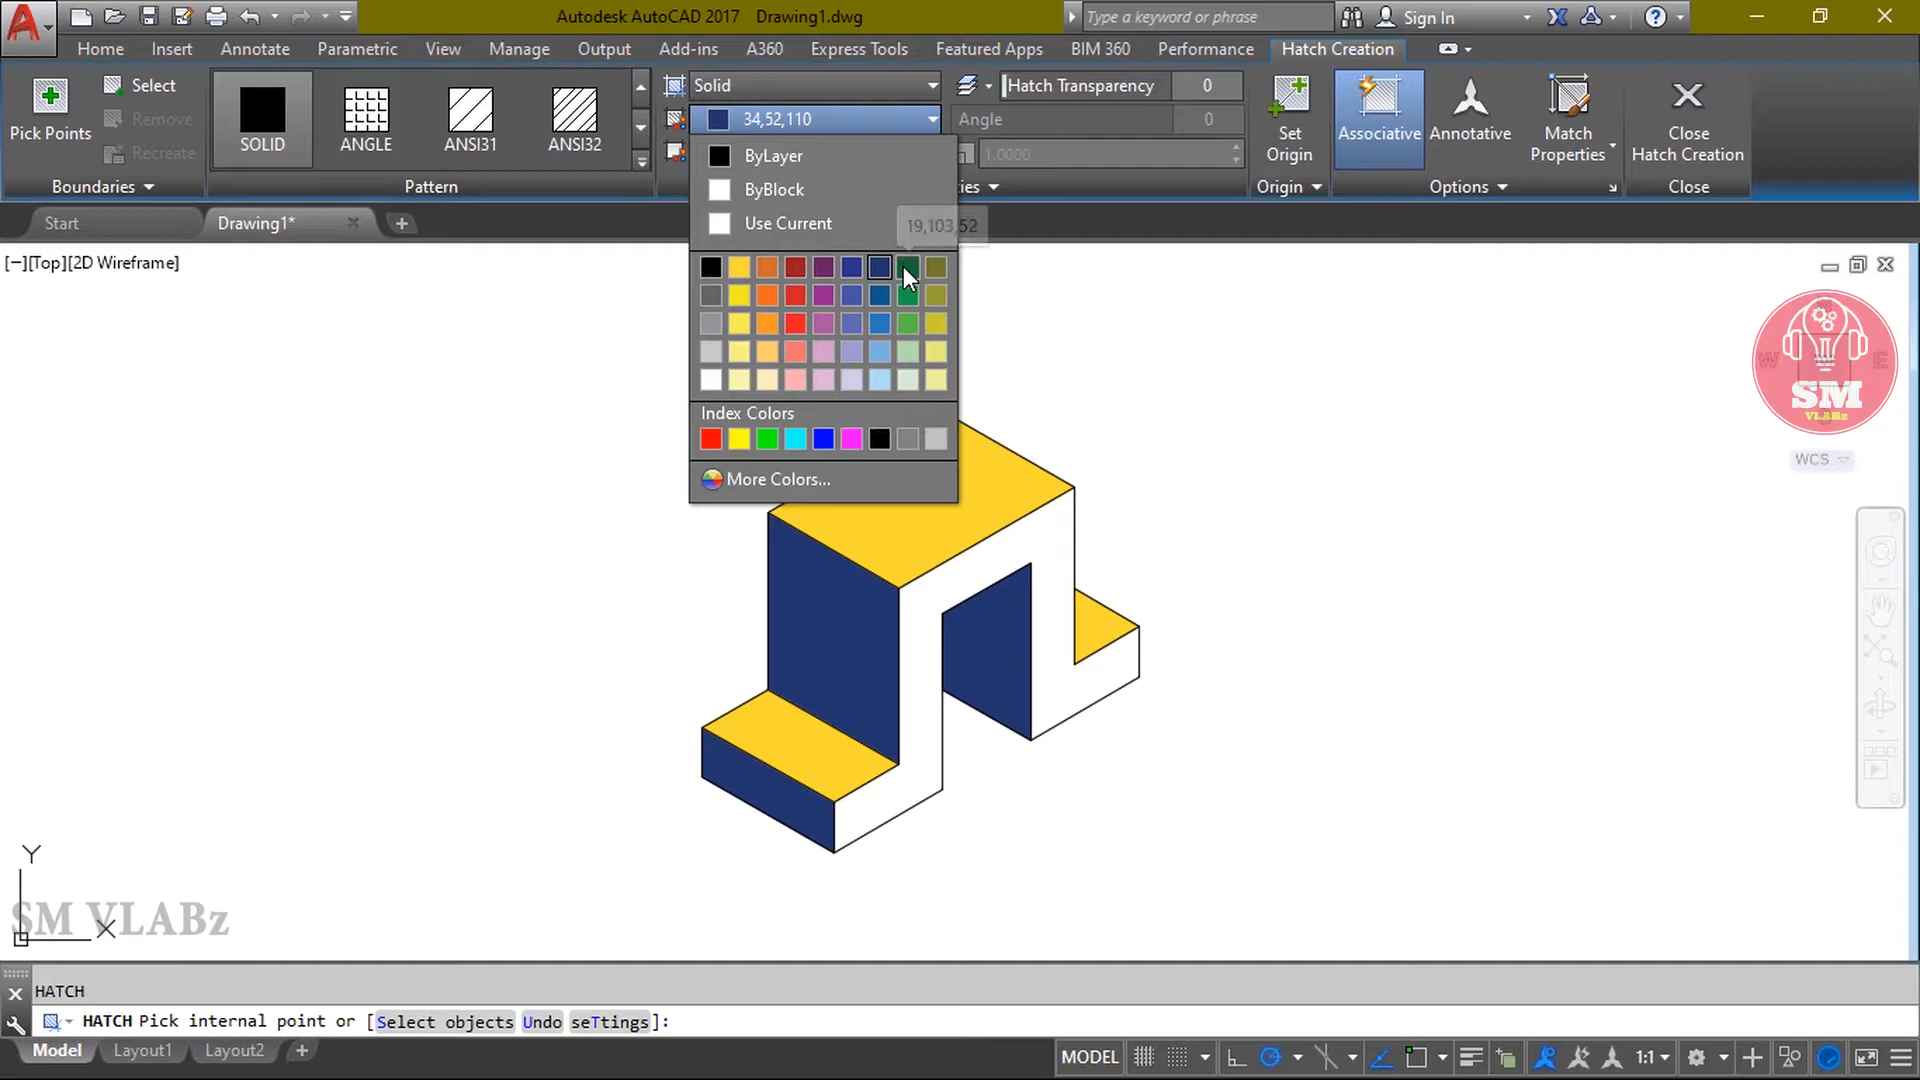 Autodesk AutoCAD 2017 Drawing1.dwg
Type a keyword or phrase
Sign In
Home Insert Annotate Parametric View Manage Output Add-ins A360 Express Tools Featured Apps BIM 360 Performance Hatch Creation
Pick Points
Select
Remove
Recreate
Boundaries
SOLID
ANGLE
ANSI31
ANSI32
Pattern
Solid
34,52,110
Hatch Transparency 0
Angle 0
1.0000
ies
Set
Origin
Origin
Associative
Annotative
Match
Properties
Options
Close
Hatch Creation
Close
ByLayer
ByBlock
Use Current
19,103,52
Index Colors
More Colors...
Start
Drawing1*
[−][Top][2D Wireframe]
W
E
SM
VLABz
WCS
Y
X
SM VLABz
HATCH
HATCH Pick internal point or [Select objects Undo seTtings]:
Model Layout1 Layout2
MODEL
1:1